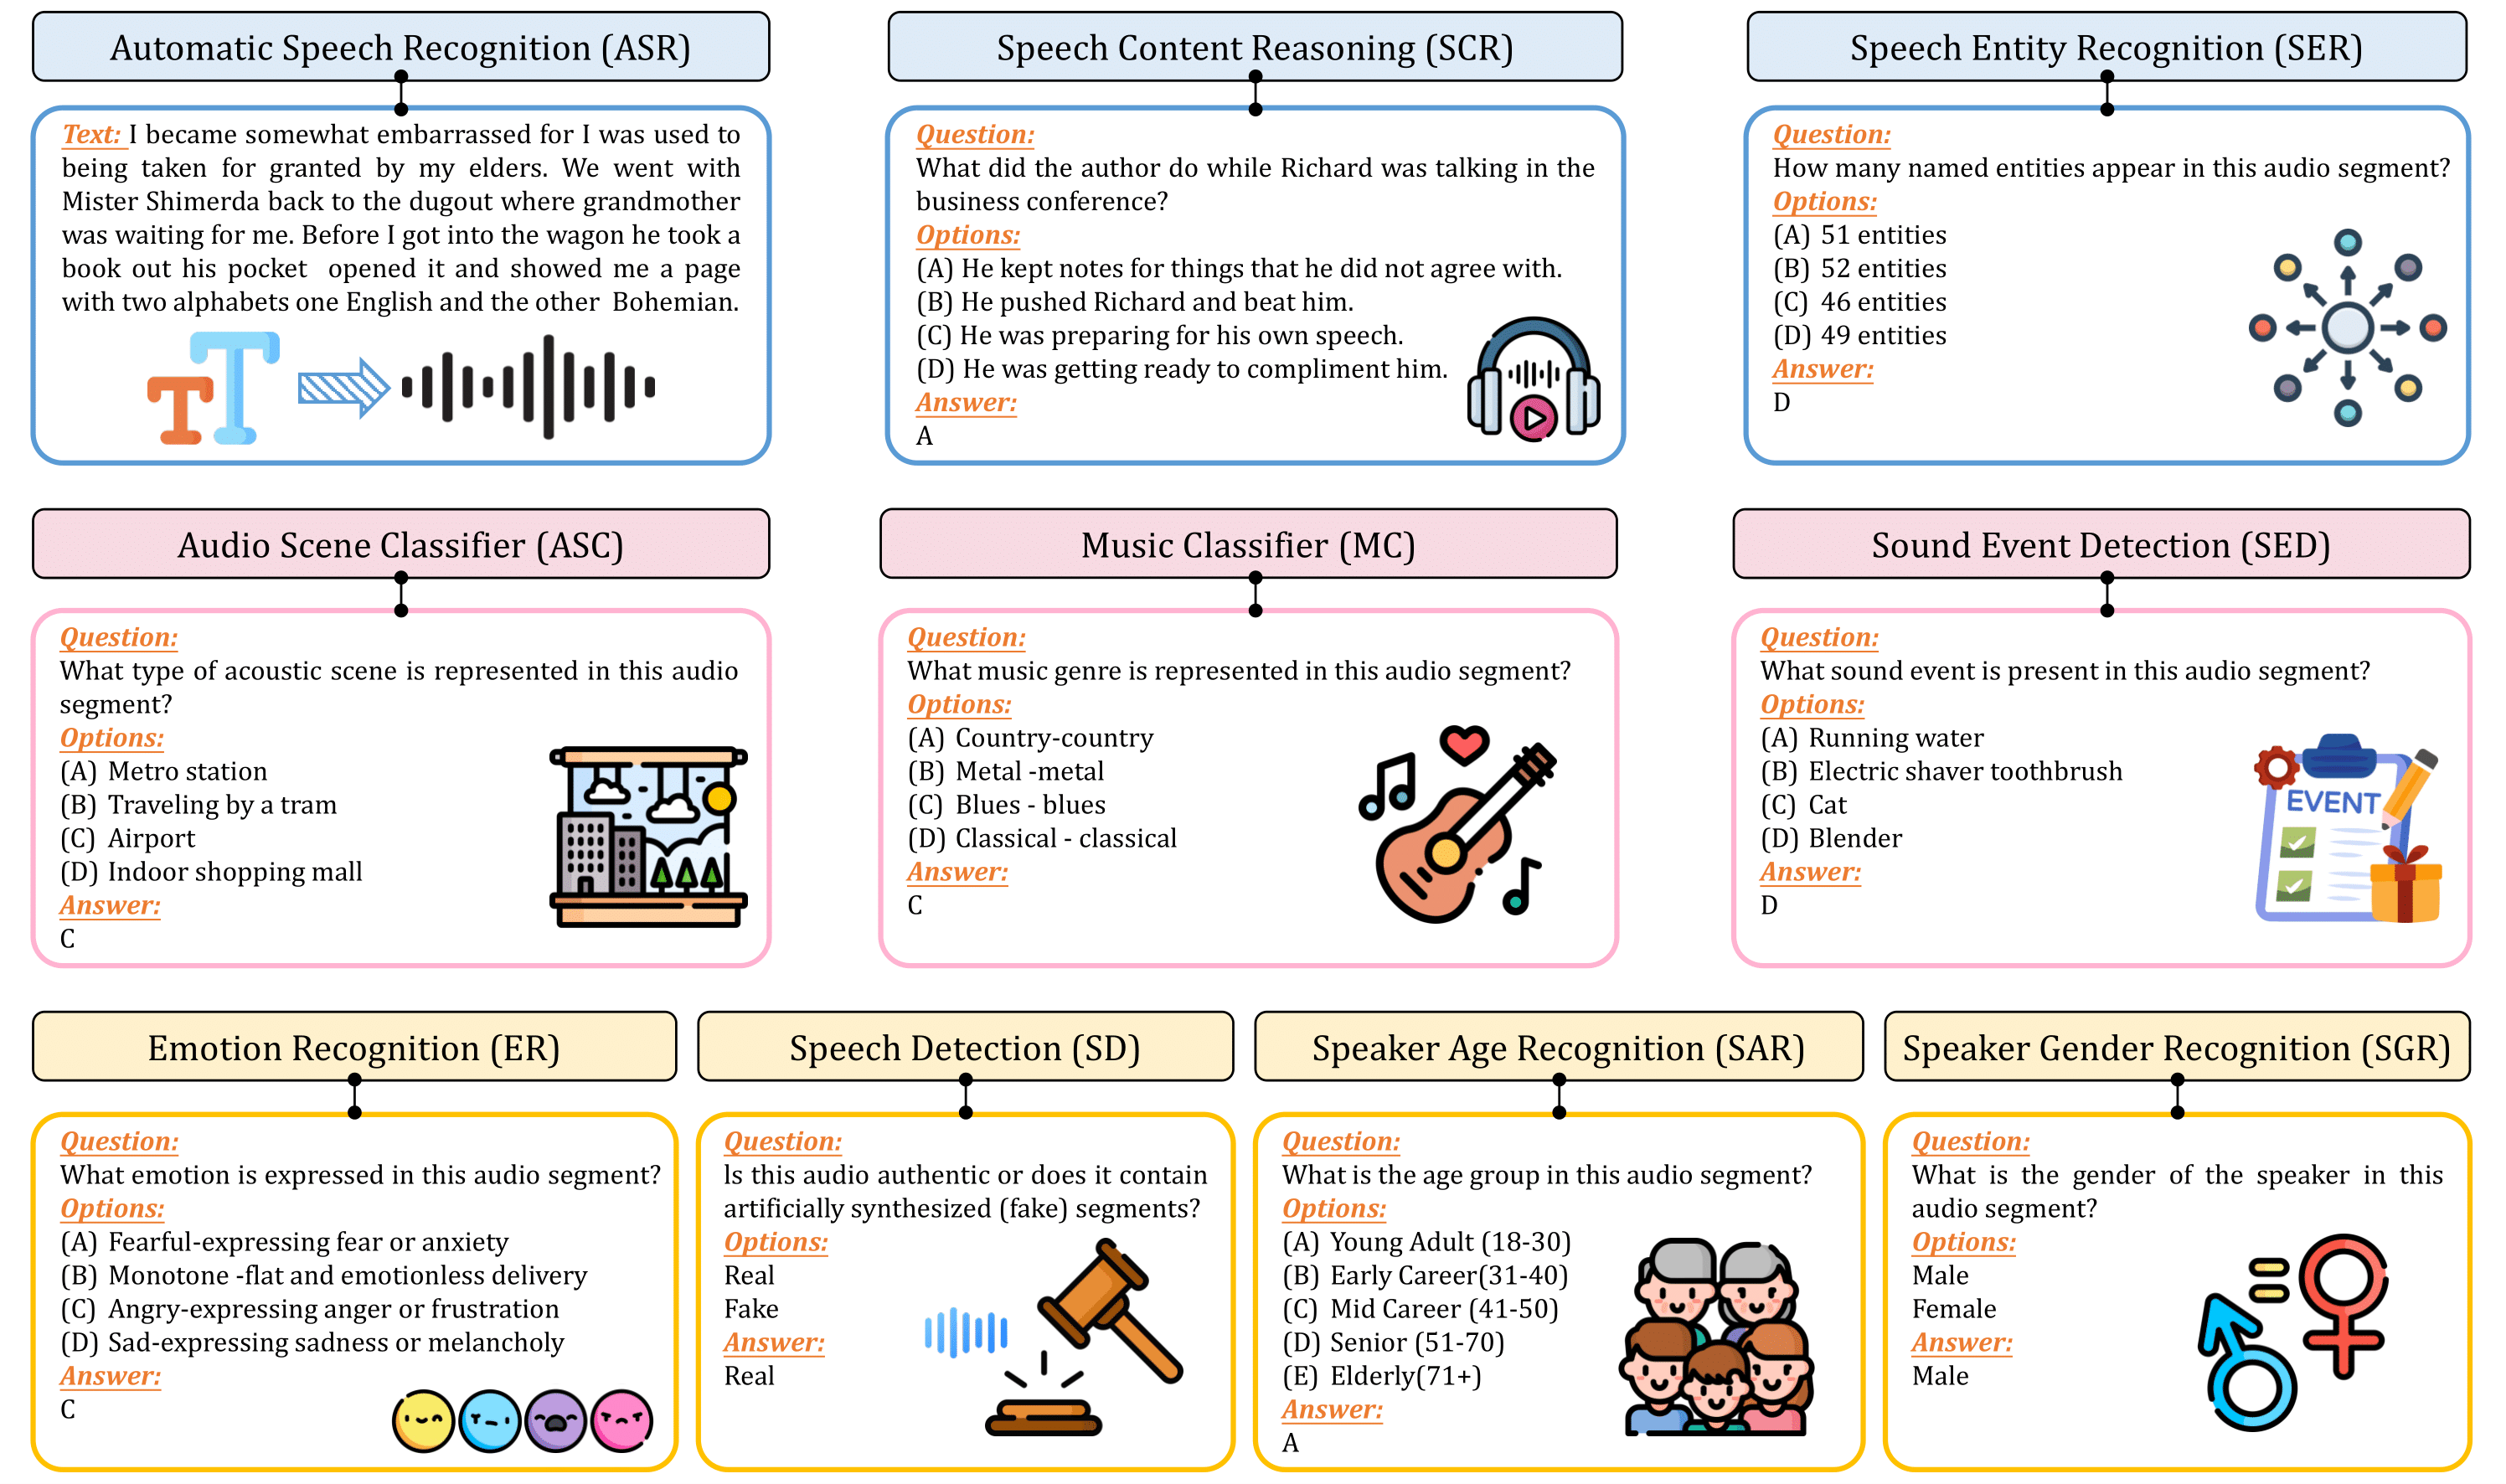 Automatic Speech Recognition (ASR)
Text: I became somewhat embarrassed for I was used to
being taken for granted by my elders. We went with
Mister Shimerda back to the dugout where grandmother
was waiting for me. Before I got into the wagon he took a
book out his pocket opened it and showed me a page
with two alphabets one English and the other Bohemian.
Speech Content Reasoning (SCR)
Question:
What did the author do while Richard was talking in the
business conference?
Options:
(A) He kept notes for things that he did not agree with.
(B) He pushed Richard and beat him.
(C) He was preparing for his own speech.
(D) He was getting ready to compliment him.
Answer:
A
Speech Entity Recognition (SER)
Question:
How many named entities appear in this audio segment?
Options:
(A) 51 entities
(B) 52 entities
(C) 46 entities
(D) 49 entities
Answer:
D
Audio Scene Classifier (ASC)
Question:
What type of acoustic scene is represented in this audio
segment?
Options:
(A) Metro station
(B) Traveling by a tram
(C) Airport
(D) Indoor shopping mall
Answer:
C
Music Classifier (MC)
Question:
What music genre is represented in this audio segment?
Options:
(A) Country-country
(B) Metal -metal
(C) Blues - blues
(D) Classical - classical
Answer:
C
Sound Event Detection (SED)
Question:
What sound event is present in this audio segment?
Options:
(A) Running water
(B) Electric shaver toothbrush
(C) Cat
(D) Blender
Answer:
D
EVENT
Emotion Recognition (ER)
Question:
What emotion is expressed in this audio segment?
Options:
(A) Fearful-expressing fear or anxiety
(B) Monotone -flat and emotionless delivery
(C) Angry-expressing anger or frustration
(D) Sad-expressing sadness or melancholy
Answer:
C
Speech Detection (SD)
Question:
Is this audio authentic or does it contain
artificially synthesized (fake) segments?
Options:
Real
Fake
Answer:
Real
Speaker Age Recognition (SAR)
Question:
What is the age group in this audio segment?
Options:
(A) Young Adult (18-30)
(B) Early Career(31-40)
(C) Mid Career (41-50)
(D) Senior (51-70)
(E) Elderly(71+)
Answer:
A
Speaker Gender Recognition (SGR)
Question:
What is the gender of the speaker in this
audio segment?
Options:
Male
Female
Answer:
Male